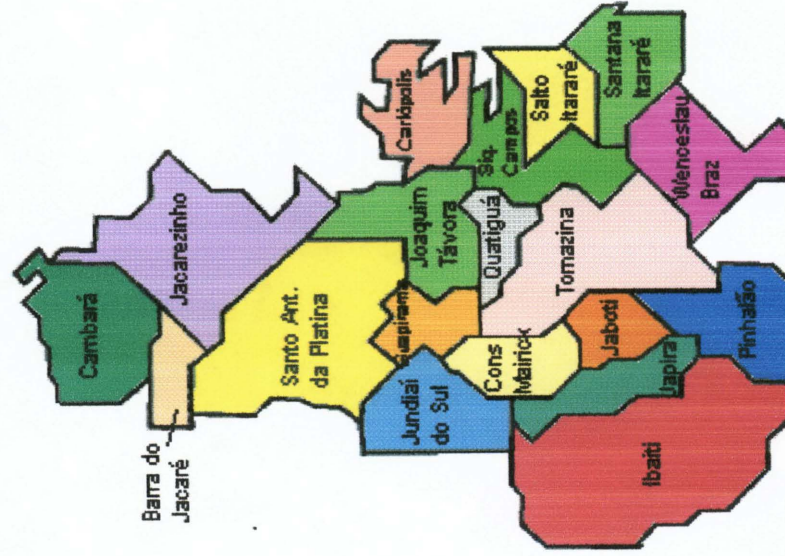 Cambará
Jacarezinho
Barra do
Jacaré
Santo Ant.
da Platina
Carlópolis
Joaquim
Távora
Siq.
Campos
Salto
Itararé
Santana
Itararé
Quatiguá
Guapirama
Jundiaí
do Sul
Cons
Mairick
Tomazina
Wenceslau
Braz
Jaboti
Japira
Pinhalão
Ibaiti